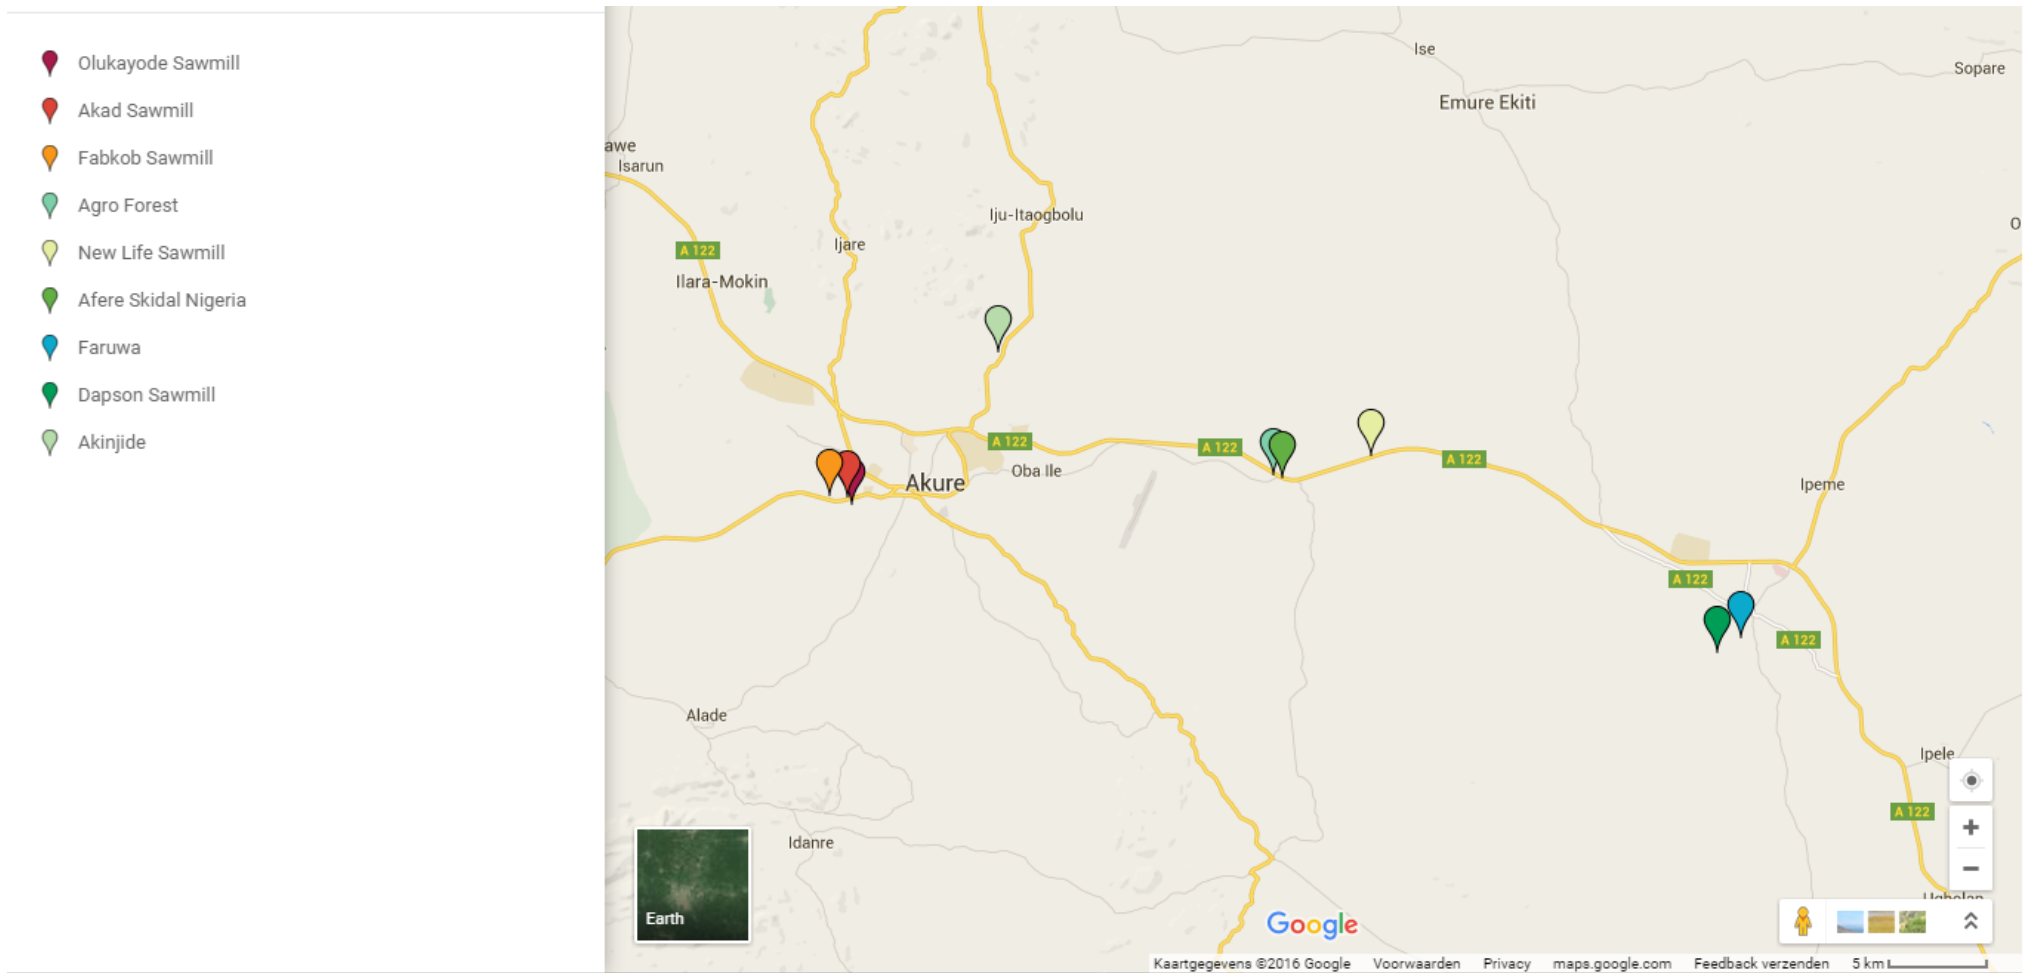 Olukayode Sawmill
Akad Sawmill
Fabkob Sawmill
Agro Forest
New Life Sawmill
Afere Skidal Nigeria
Faruwa
Dapson Sawmill
Akinjide
Ise
Sopare
Emure Ekiti
awe
Isarun
Iju-Itaogbolu
O
Ijare
A 122
Ilara-Mokin
A 122
A 122
A 122
Oba Ile
Akure
Ipeme
A 122
A 122
Alade
Ipele
A 122
Idanre
Earth
Google
Kaartgegevens ©2016 Google Voorwaarden Privacy maps.google.com Feedback verzenden 5 km